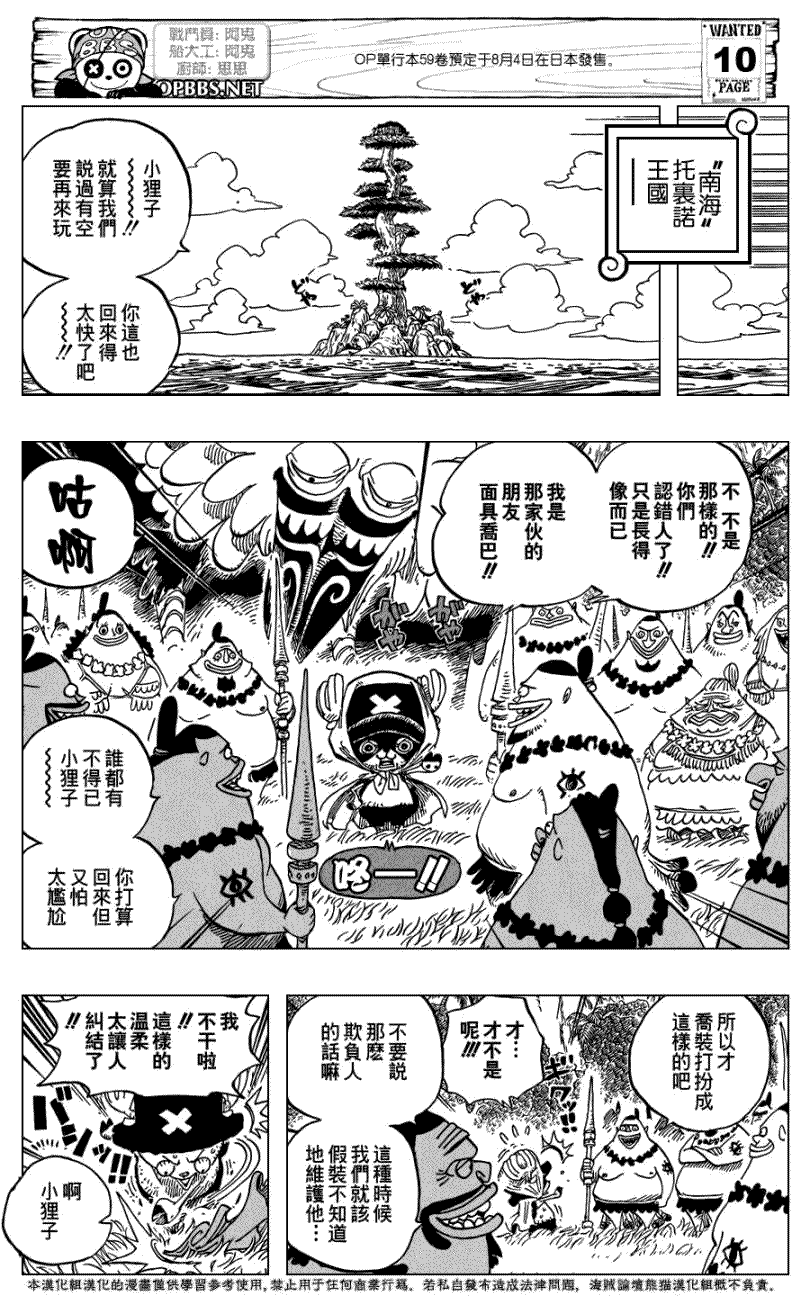 戰鬥員: 阿鬼
船大工: 阿鬼
廚師: 思思
OPBBS.NET
OP單行本59卷預定于8月4日在日本發售。
WANTED
10
PAGE
"南海"
托裏諾
王國
小狸子
~~~!!
就算我們
說過有空
要再來玩
你這也
回來得
太快了吧
~~~!!
どん
どん
不 不是
那樣的!!
你們
認錯人了!!
只是長得
像而已
我是
那家伙的
朋友
面具喬巴!!
ガヤ
ガヤ
咚—!!
誰都有
不得已
小狸子
~~~
你打算
回來但
又怕
太尷尬
所以才
喬裝打扮成
這樣的吧
才…
才不是
呢!!!
ギクッ!!!
不要說
那麼
欺負人
的話嘛
這種時候
我們就該
假裝不知道
地維護他…
我
不干啦
!!
這樣的
溫柔
太讓人
糾結了
!!
啊
小狸子
本漢化組漢化的漫畫僅供學習參考使用,禁止用于任何商業行爲。若私自發布造成法律問題, 海賊論壇熊猫漢化組概不負責。